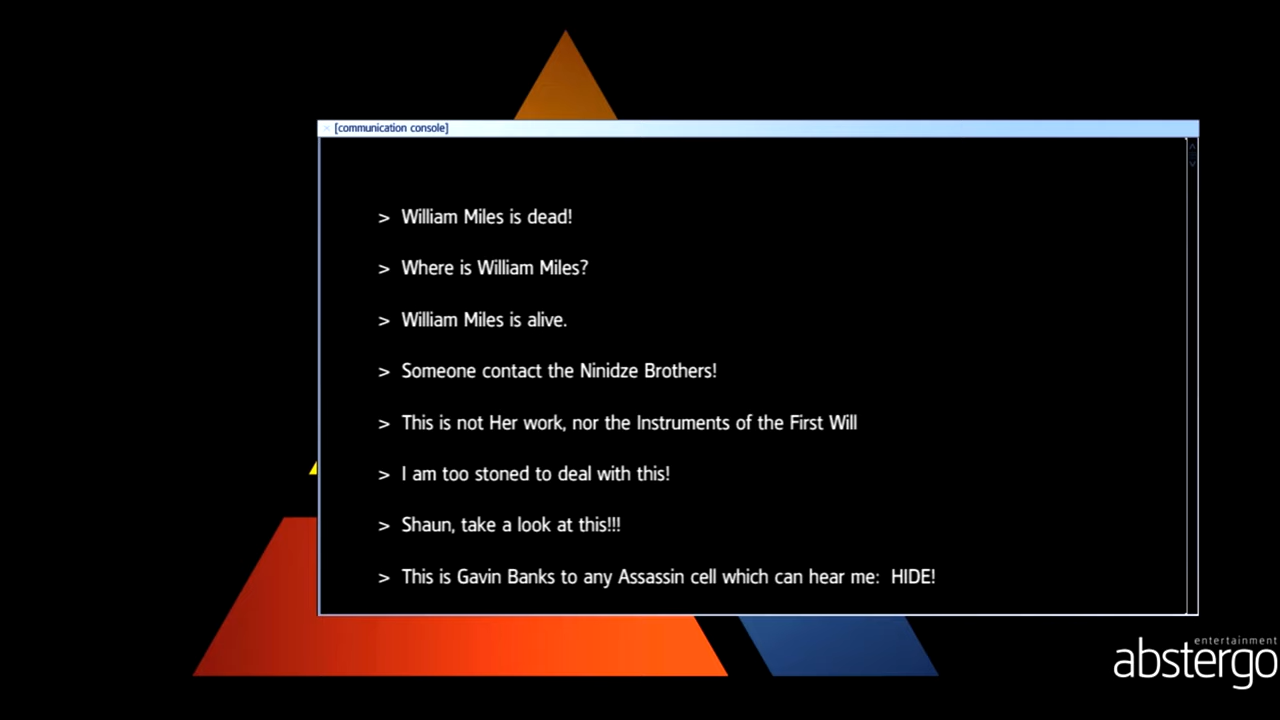 × [communication console]
> William Miles is dead!
> Where is William Miles?
> William Miles is alive.
> Someone contact the Ninidze Brothers!
> This is not Her work, nor the Instruments of the First Will
> I am too stoned to deal with this!
> Shaun, take a look at this!!!
> This is Gavin Banks to any Assassin cell which can hear me:  HIDE!
entertainment
abstergo